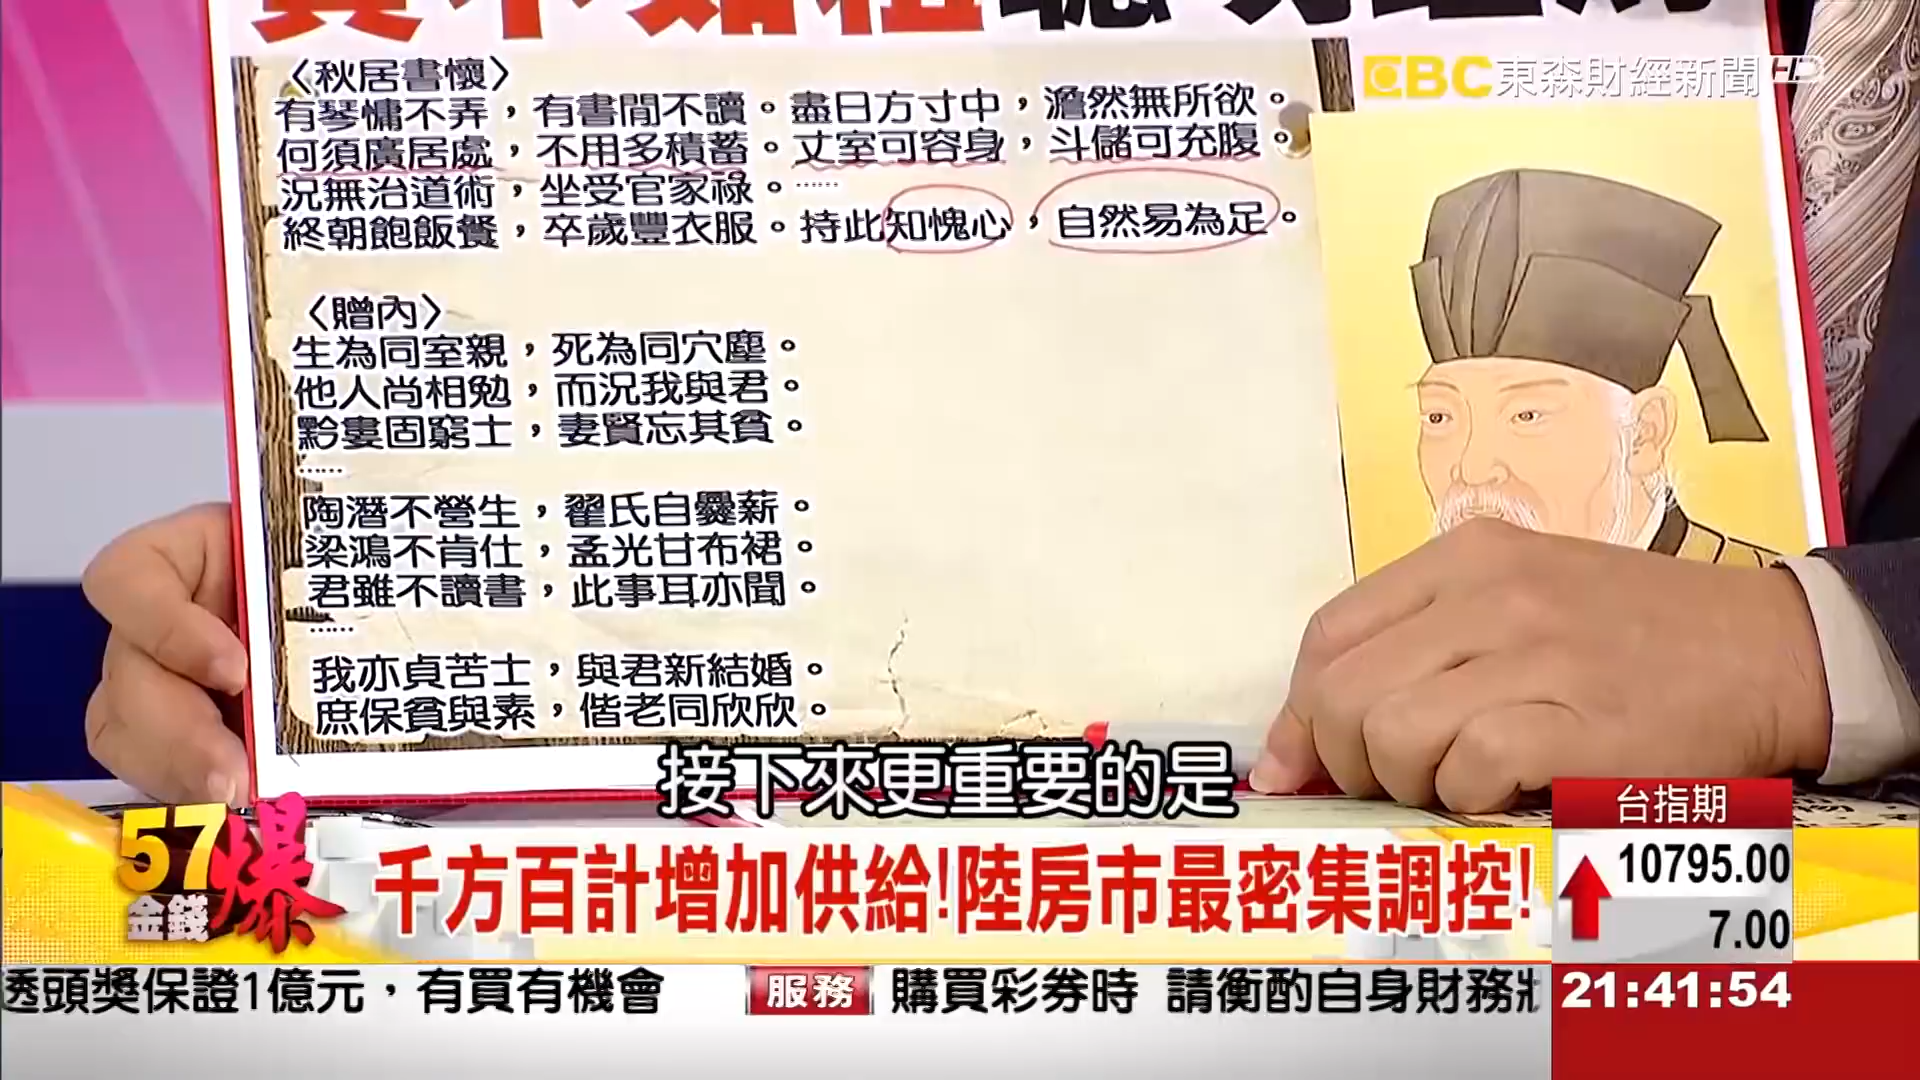 EBC 東森財經新聞 HD
〈秋居書懷〉
有琴慵不弄，有書閒不讀。盡日方寸中，澹然無所欲。
何須廣居處，不用多積蓄。丈室可容身，斗儲可充腹。
況無治道術，坐受官家祿。……
終朝飽飯餐，卒歲豐衣服。持此知愧心，自然易為足。
〈贈內〉
生為同室親，死為同穴塵。
他人尚相勉，而況我與君。
黔婁固窮士，妻賢忘其貧。
……
陶潛不營生，翟氏自爨薪。
梁鴻不肯仕，孟光甘布裙。
君雖不讀書，此事耳亦聞。
……
我亦貞苦士，與君新結婚。
庶保貧與素，偕老同欣欣。
接下來更重要的是
57金錢爆
千方百計增加供給!陸房市最密集調控!
台指期
10795.00
7.00
透頭獎保證1億元，有買有機會 服務 購買彩券時 請衡酌自身財務狀
21:41:54